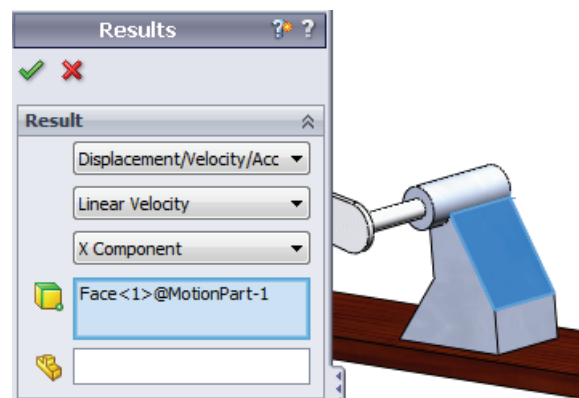 Results
Result
Displacement/Velocity/Acc
Linear Velocity
X Component
Face<1>@MotionPart-1